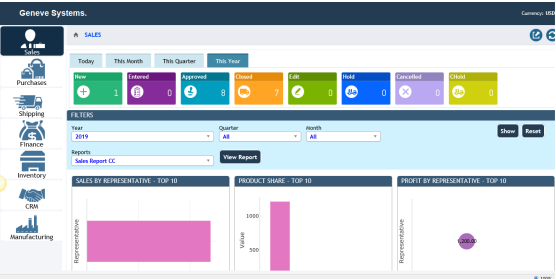 Geneve Systems.
Currency: USD
SALES
Sales
Today This Month This Quarter This Year
New Entered Approved Closed Edit Hold Cancelled CHold
1 0 8 7 0 0 0 0
Purchases
Shipping
Finance
Inventory
CRM
Manufacturing
FILTERS
Year Quarter Month
2019 All All
Show Reset
Reports
Sales Report CC
View Report
SALES BY REPRESENTATIVE - TOP 10
PRODUCT SHARE - TOP 10
PROFIT BY REPRESENTATIVE - TOP 10
Representative
Value
1000
500
Representative
1,200.00
100%